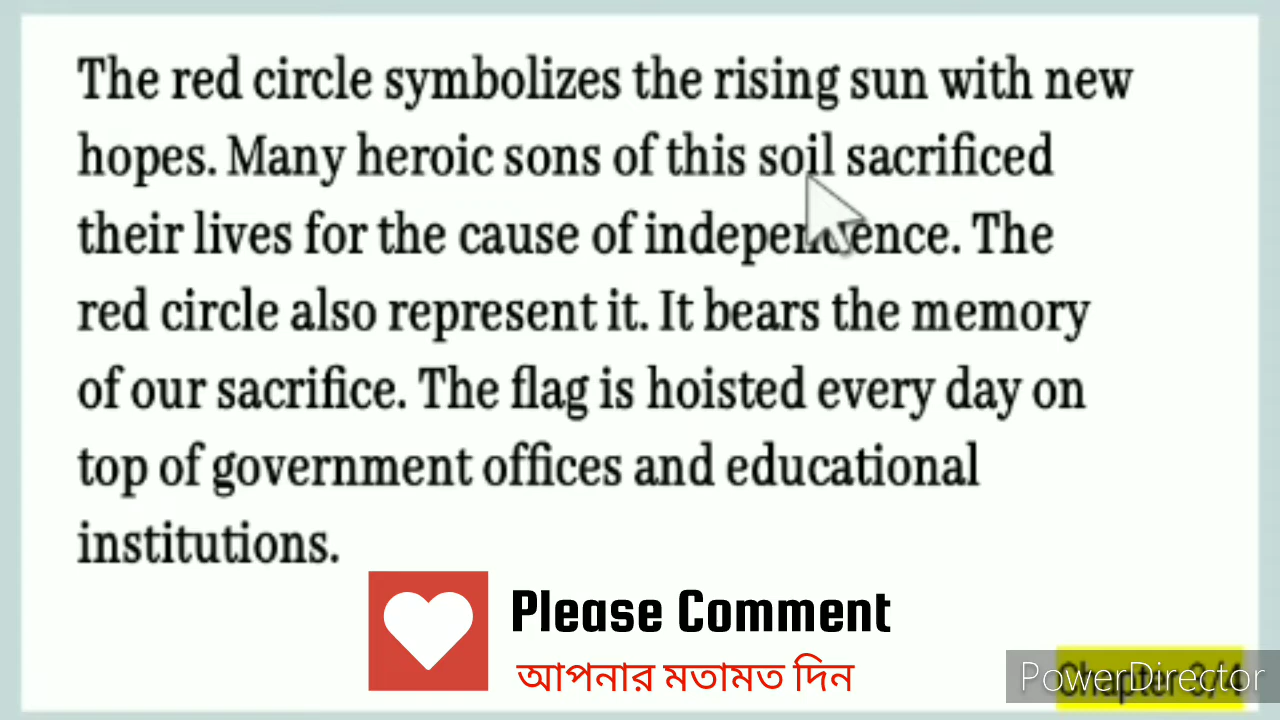 The red circle symbolizes the rising sun with new
hopes. Many heroic sons of this soil sacrificed
their lives for the cause of independence. The
red circle also represent it. It bears the memory
of our sacrifice. The flag is hoisted every day on
top of government offices and educational
institutions.
Please Comment
আপনার মতামত দিন
Chapter 3/4
PowerDirector